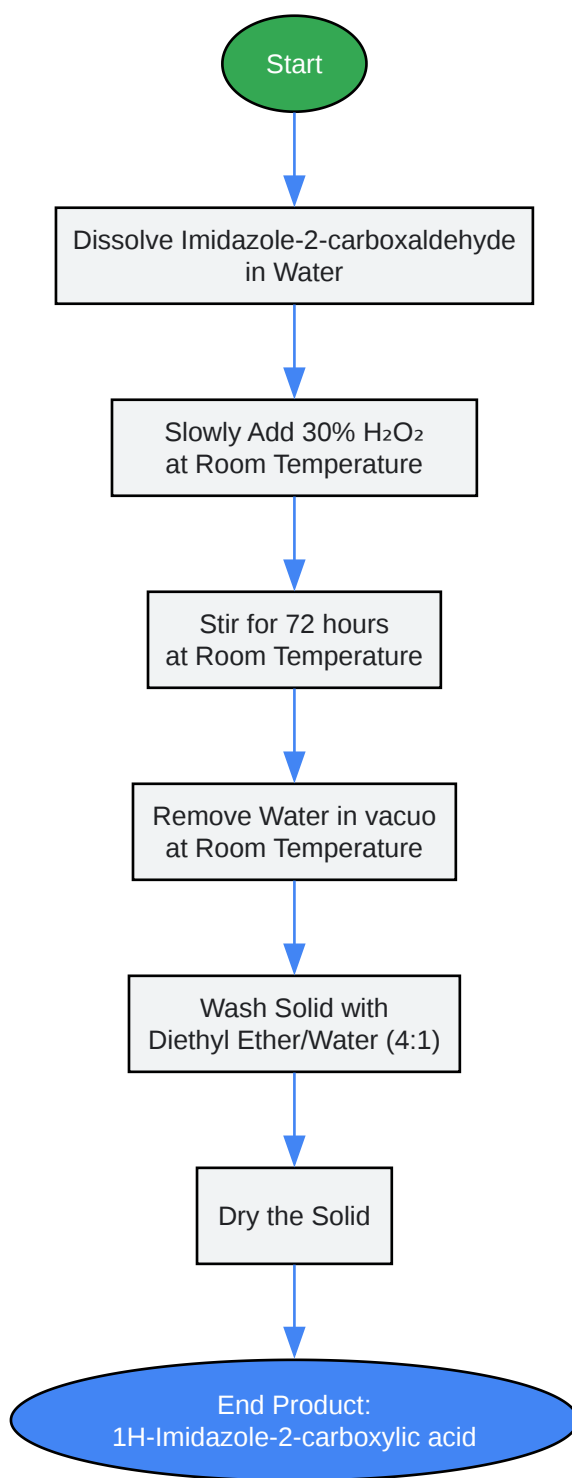 Start
Dissolve Imidazole-2-carboxaldehyde
in Water
Slowly Add 30% H₂O₂
at Room Temperature
Stir for 72 hours
at Room Temperature
Remove Water in vacuo
at Room Temperature
Wash Solid with
Diethyl Ether/Water (4:1)
Dry the Solid
End Product:
1H-Imidazole-2-carboxylic acid